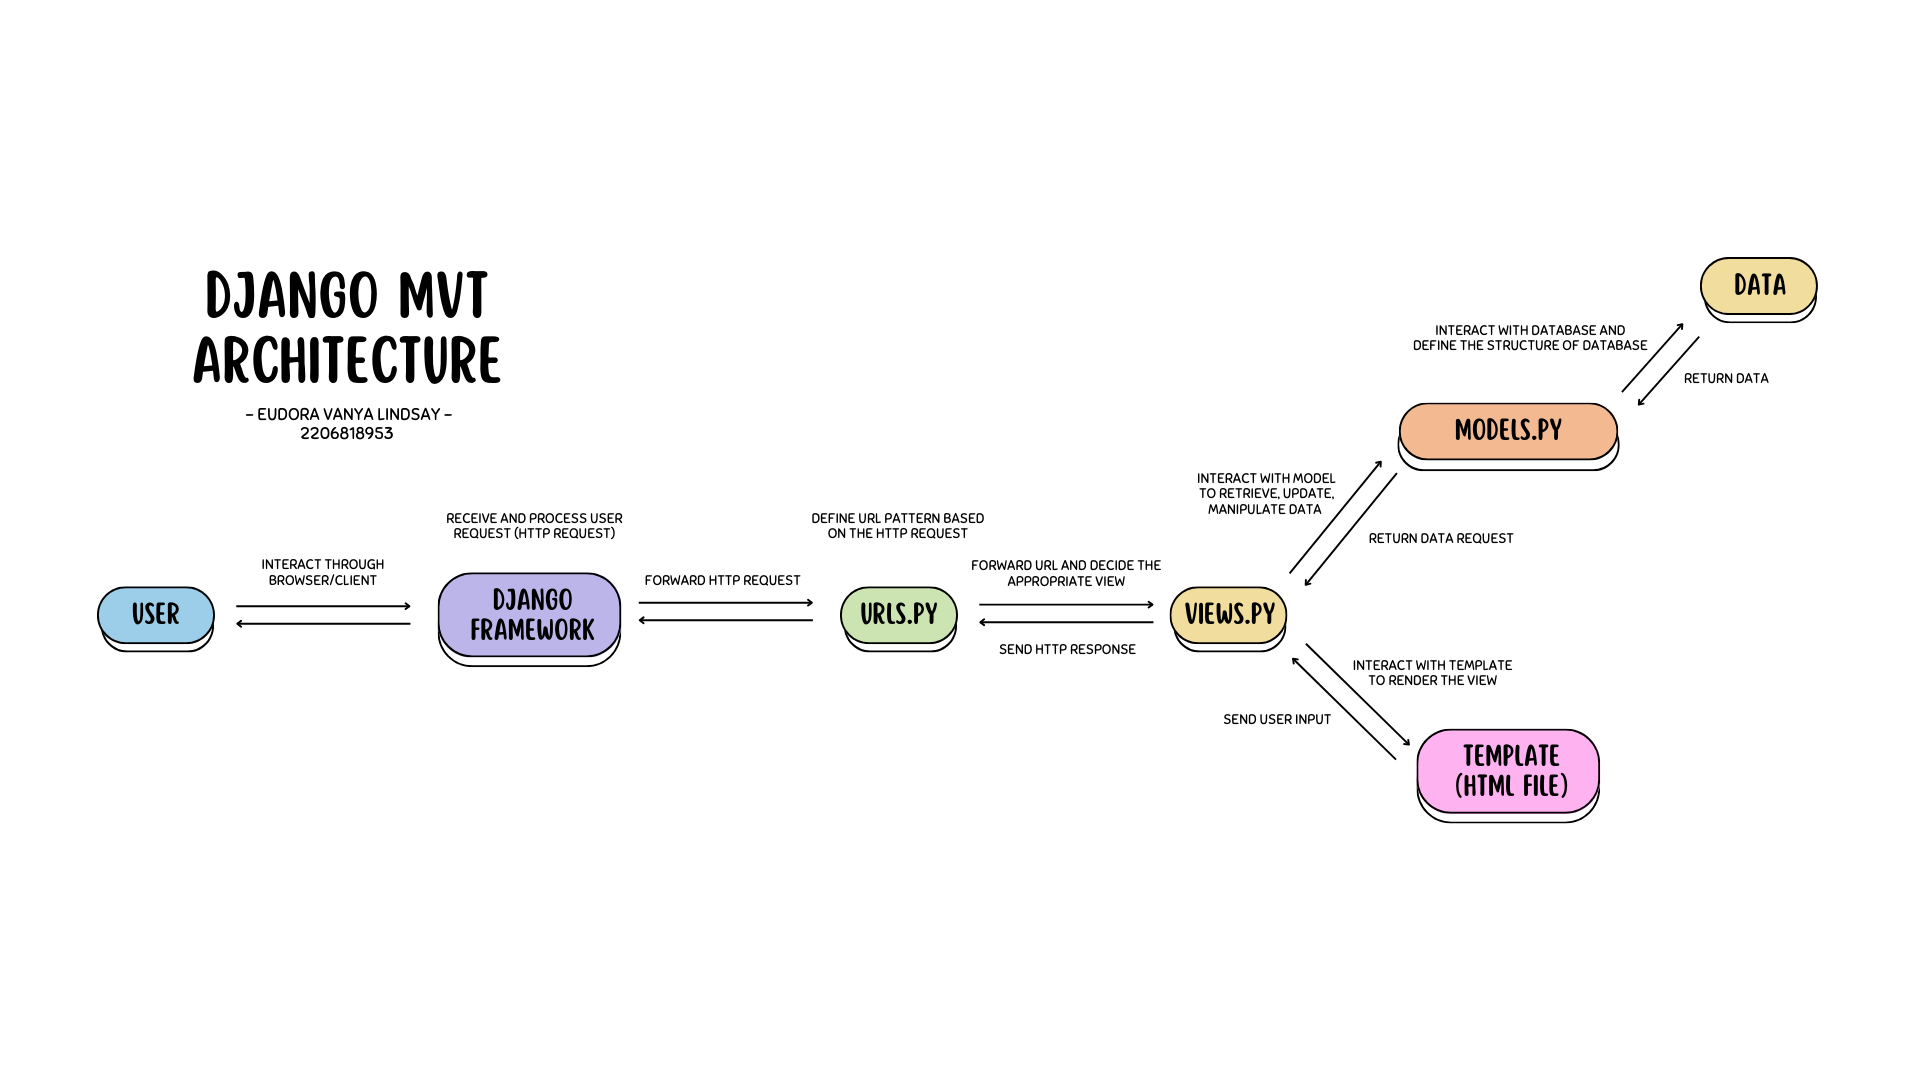 DJANGO MVT
ARCHITECTURE
– EUDORA VANYA LINDSAY –
2206818953
USER
INTERACT THROUGH
BROWSER/CLIENT
RECEIVE AND PROCESS USER
REQUEST (HTTP REQUEST)
DJANGO
FRAMEWORK
FORWARD HTTP REQUEST
DEFINE URL PATTERN BASED
ON THE HTTP REQUEST
URLS.PY
FORWARD URL AND DECIDE THE
APPROPRIATE VIEW
SEND HTTP RESPONSE
VIEWS.PY
INTERACT WITH MODEL
TO RETRIEVE, UPDATE,
MANIPULATE DATA
RETURN DATA REQUEST
MODELS.PY
INTERACT WITH DATABASE AND
DEFINE THE STRUCTURE OF DATABASE
RETURN DATA
DATA
INTERACT WITH TEMPLATE
TO RENDER THE VIEW
SEND USER INPUT
TEMPLATE
(HTML FILE)